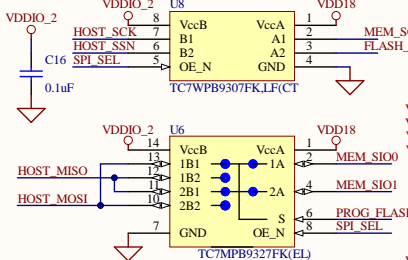 VDDIO_2 U8 VDD18
VDDIO_2 8 VccB VccA 1
HOST_SCK 7 B1 A1 2
HOST_SSN 6 B2 A2 3 FLASH_
C16 SPI_SEL 5 OE_N GND 4
0.1uF TC7WPB9307FK,LF(CT
VDDIO_2 U6 VDD18
14 VccB VccA 1
13 1B1 1A 2 MEM_SIO0
HOST_MISO 12 1B2
11 2B1 2A 4 MEM_SIO1
HOST_MOSI 10 2B2
S 6 PROG_FLASH
7 GND OE_N 8 SPI_SEL
TC7MPB9327FK(EL)